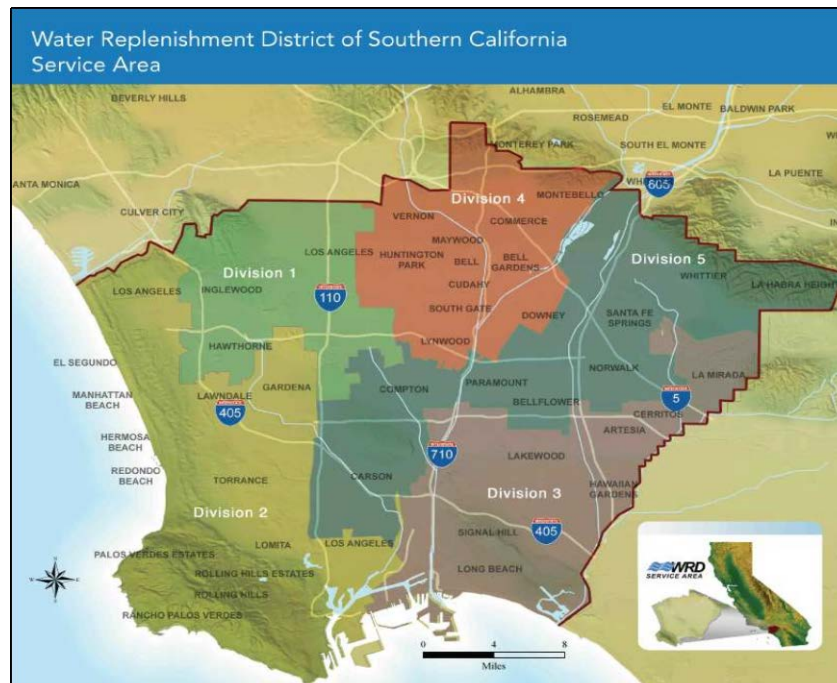 Water Replenishment District of Southern California
Service Area
BEVERLY HILLS
ALHAMBRA
ROSEMEAD
EL MONTE
BALDWIN PARK
MONTEREY PARK
SOUTH EL MONTE
LA PUENTE
ANTA MONICA
CULVER CITY
Division 4
MONTEBELLO
WH
605
VERNON
COMMERCE
LOS ANGELES
MAYWOOD
HUNTINGTON
PARK
BELL
BELL
GARDENS
Division 5
WHITTIER
Division 1
LOS ANGELES
INGLEWOOD
110
CUDAHY
LA HABRA HEIGHT
SOUTH GATE
DOWNEY
SANTA FE
SPRINGS
HAWTHORNE
LYNWOOD
EL SEGUNDO
GARDENA
COMPTON
PARAMOUNT
NORWALK
LA MIRADA
MANHATTAN
BEACH
LAWNDALE
405
BELLFLOWER
5
CERRITOS
ARTESIA
HERMOSA
BEACH
REDONDO
BEACH
710
LAKEWOOD
TORRANCE
CARSON
HAWAIIAN
GARDENS
Division 2
Division 3
LOMITA
LOS ANGELES
SIGNAL HILL
405
PALOS VERDES ESTATES
ROLLING HILLS ESTATES
LONG BEACH
ROLLING HILLS
RANCHO PALOS VERDES
WRD
SERVICE AREA
0 4 8
Miles